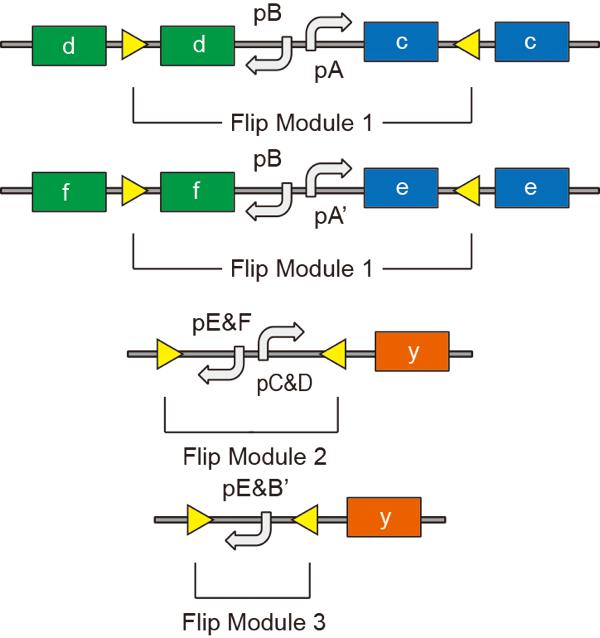 pB
d d c c
pA
Flip Module 1
pB
f f e e
pA’
Flip Module 1
pE&F
y
pC&D
Flip Module 2
pE&B’
y
Flip Module 3